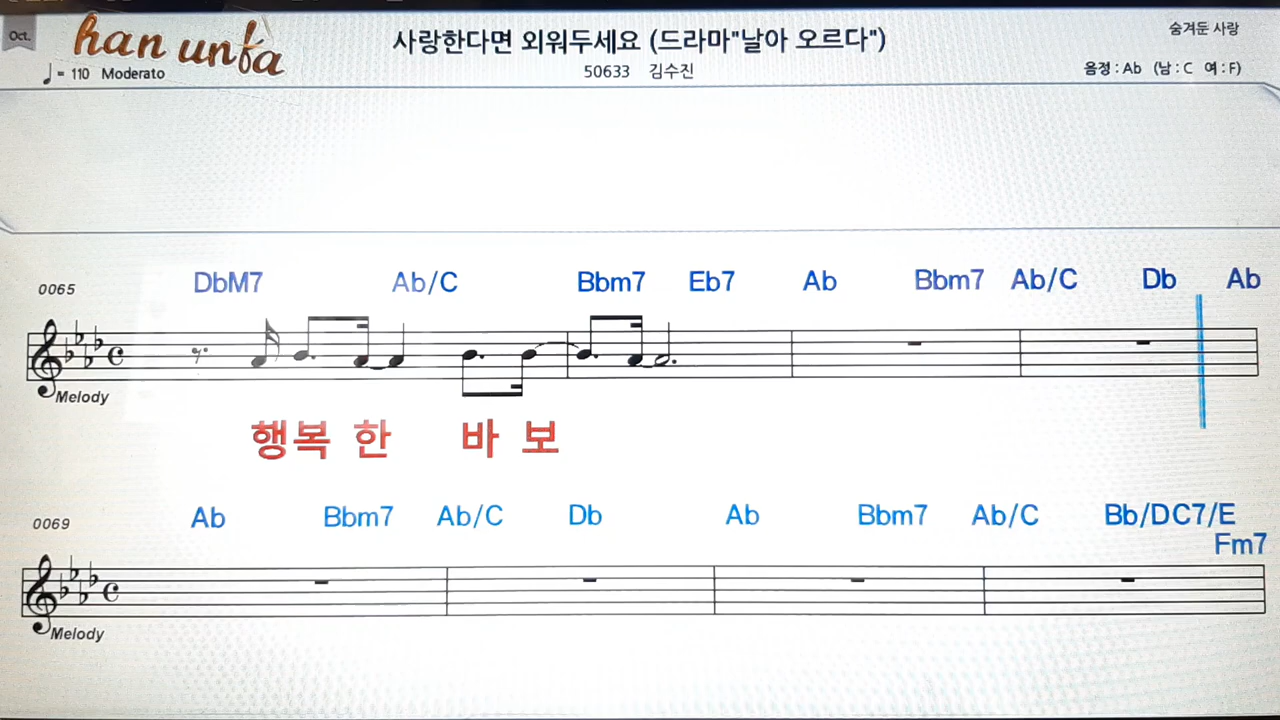 Oct.
han unfa
사랑한다면 외워두세요 (드라마"날아 오르다")
숨겨둔 사랑
= 110 Moderato
50633 김수진
음정 : Ab (남 : C 여 : F)
0065
DbM7 Ab/C Bbm7 Eb7 Ab Bbm7 Ab/C Db Ab
Melody
행복 한 바 보
0069
Ab Bbm7 Ab/C Db Ab Bbm7 Ab/C Bb/DC7/E
Fm7
Melody